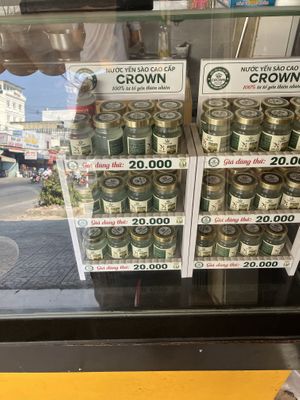 NƯỚC YẾN SÀO CAO CẤP
CROWN
100% từ tổ yến thiên nhiên
Giá dùng thử: 20.000
Giá dùng thử: 20.000
Giá dùng thử: 20.000
NƯỚC YẾN SÀO CAO CẤP
CROWN
100% từ tổ yến thiên nhiên
Giá dùng thử: 20.000
Giá dùng thử: 20.000
Giá dùng thử: 20.000